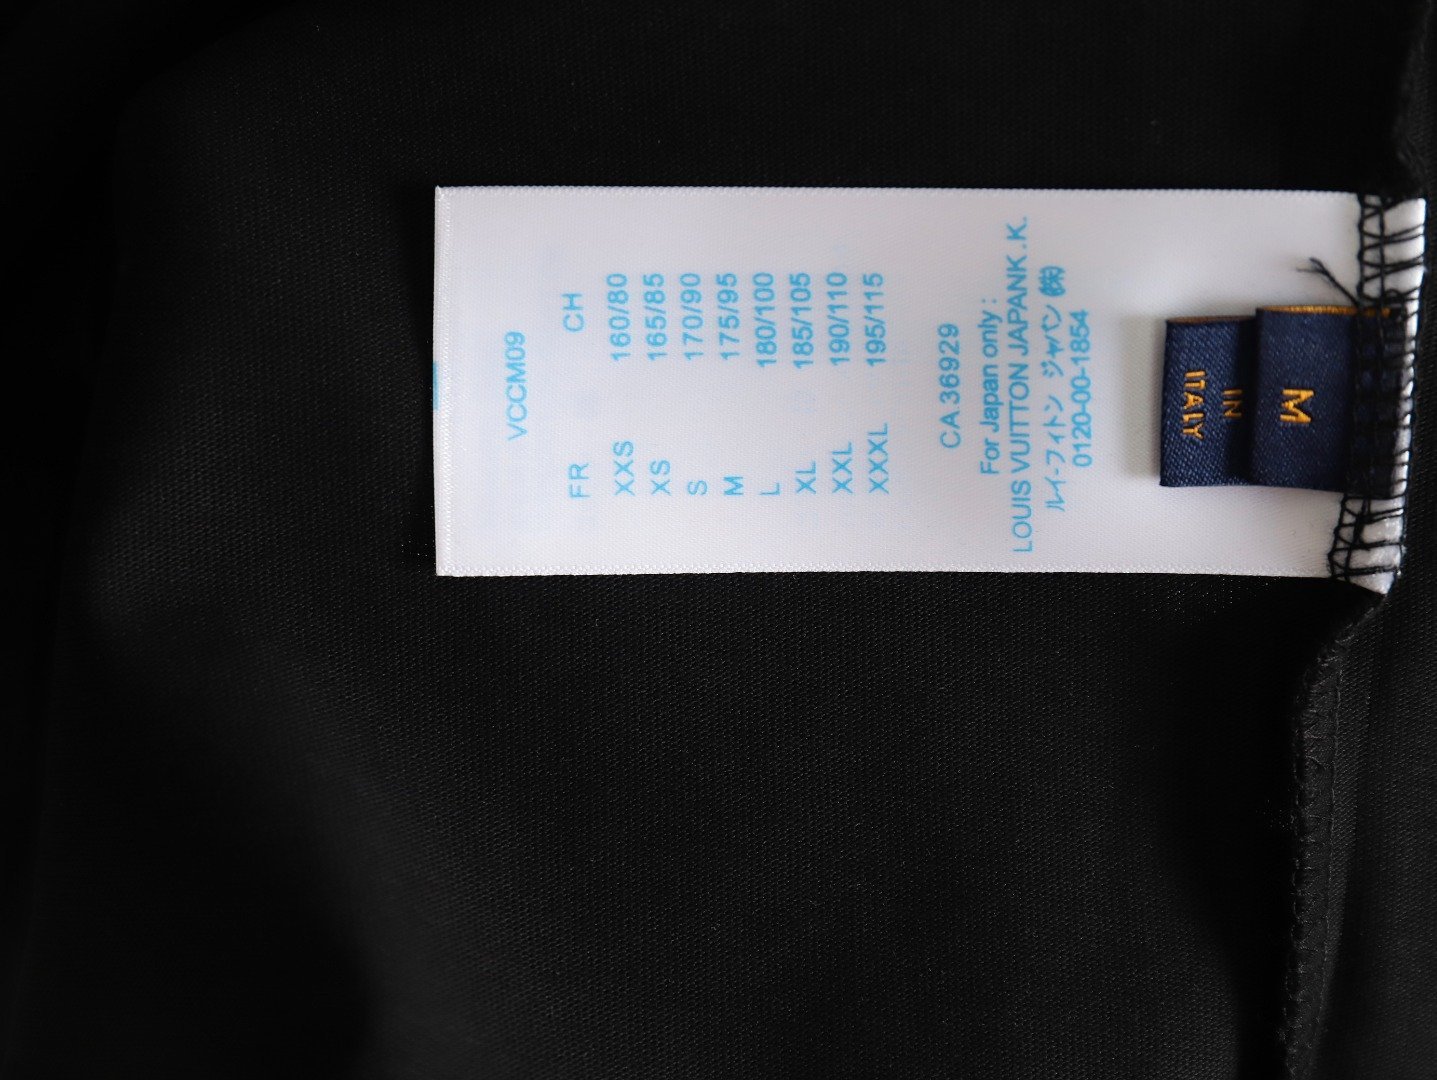 VCCM09
FR CH
XXS 160/80
XS 165/85
S 170/90
M 175/95
L 180/100
XL 185/105
XXL 190/110
XXXL 195/115
CA 36929
For Japan only :
LOUIS VUITTON JAPANK .K.
ルイ-フィトン ジャパン ㈱
0120-00-1854
ITALY
IN
M